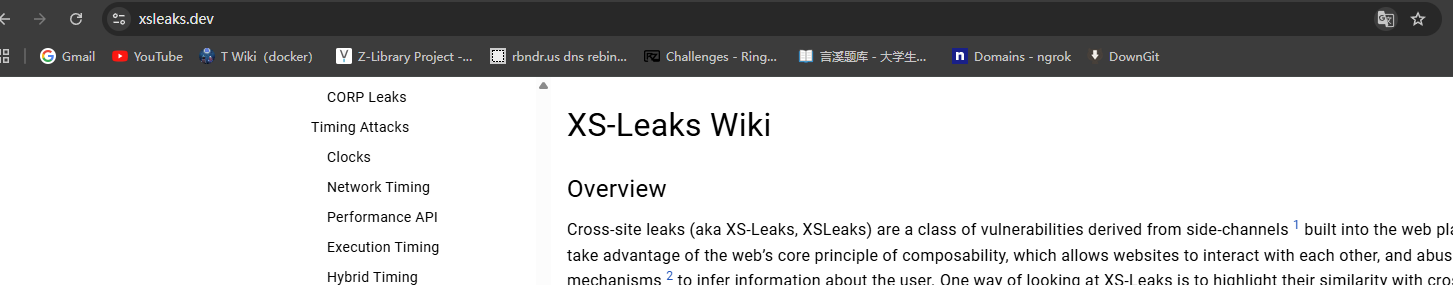 xsleaks.dev
Gmail YouTube T Wiki（docker） Z-Library Project -... rbndr.us dns rebin... Challenges - Ring... 言溪题库 - 大学生... Domains - ngrok DownGit
CORP Leaks
Timing Attacks
Clocks
Network Timing
Performance API
Execution Timing
Hybrid Timing
XS-Leaks Wiki
Overview
Cross-site leaks (aka XS-Leaks, XSLeaks) are a class of vulnerabilities derived from side-channels 1 built into the web pla
take advantage of the web’s core principle of composability, which allows websites to interact with each other, and abus
mechanisms 2 to infer information about the user. One way of looking at XS-Leaks is to highlight their similarity with cros